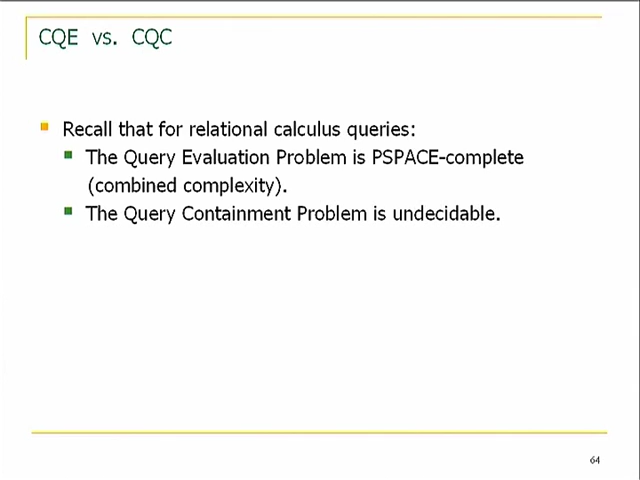 CQE vs. CQC
Recall that for relational calculus queries:
The Query Evaluation Problem is PSPACE-complete
(combined complexity).
The Query Containment Problem is undecidable.
64